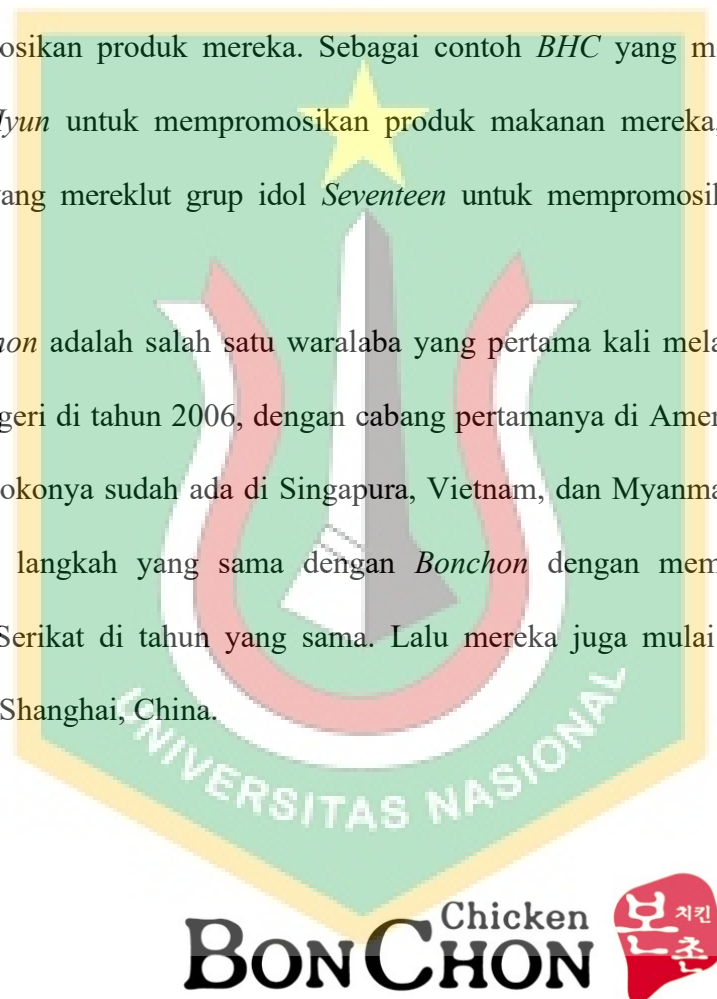 osikan produk mereka. Sebagai contoh BHC yang m
yun untuk mempromosikan produk makanan mereka,
ang mereklut grup idol Seventeen untuk mempromosil
on adalah salah satu waralaba yang pertama kali mela
geri di tahun 2006, dengan cabang pertamanya di Amer
okonya sudah ada di Singapura, Vietnam, dan Myanma
langkah yang sama dengan Bonchon dengan mem
Serikat di tahun yang sama. Lalu mereka juga mulai
Shanghai, China.
UNIVERSITAS NASIONAL
Chicken
BONCHON
본촌
치킨